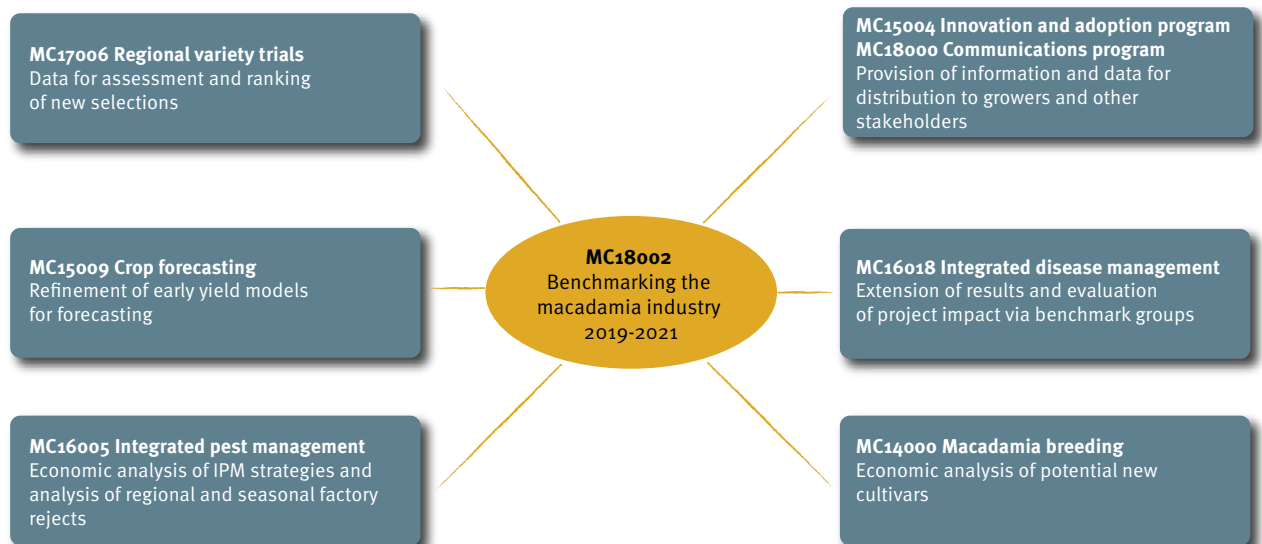 MC17006 Regional variety trials
Data for assessment and ranking
of new selections
MC15004 Innovation and adoption program
MC18000 Communications program
Provision of information and data for
distribution to growers and other
stakeholders
MC15009 Crop forecasting
Refinement of early yield models
for forecasting
MC18002
Benchmarking the
macadamia industry
2019-2021
MC16018 Integrated disease management
Extension of results and evaluation
of project impact via benchmark groups
MC16005 Integrated pest management
Economic analysis of IPM strategies and
analysis of regional and seasonal factory
rejects
MC14000 Macadamia breeding
Economic analysis of potential new
cultivars